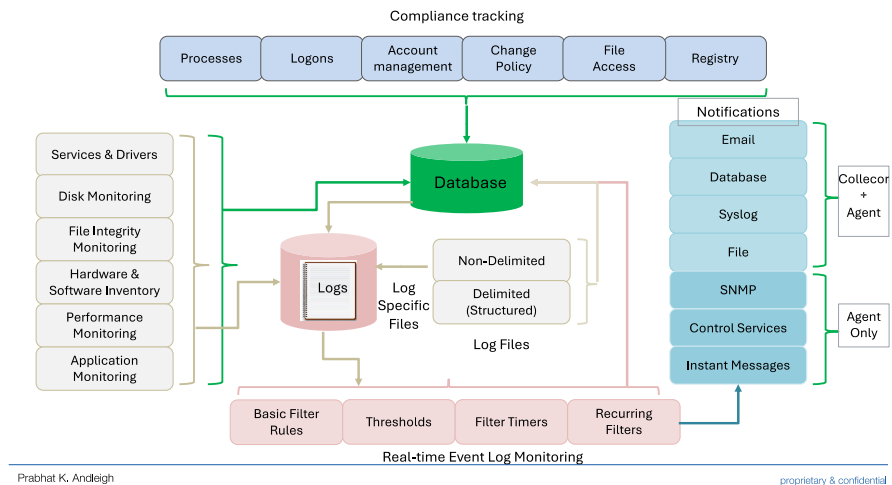 Compliance tracking
Processes
Logons
Account
management
Change
Policy
File
Access
Registry
Notifications
Email
Database
Syslog
File
SNMP
Control Services
Instant Messages
Collecor
+
Agent
Agent
Only
Services & Drivers
Disk Monitoring
File Integrity
Monitoring
Hardware &
Software Inventory
Performance
Monitoring
Application
Monitoring
Database
Logs
Log
Specific
Files
Non-Delimited
Delimited
(Structured)
Log Files
Basic Filter
Rules
Thresholds
Filter Timers
Recurring
Filters
Real-time Event Log Monitoring
Prabhat K. Andleigh
proprietary & confidential